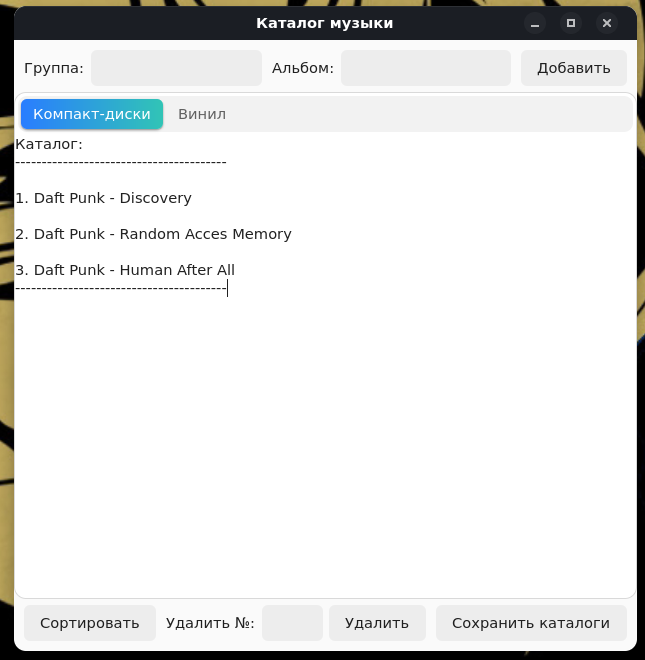 Каталог музыки
Группа: Альбом: Добавить
Компакт-диски Винил
Каталог:
----------------------------------------
1. Daft Punk - Discovery
2. Daft Punk - Random Acces Memory
3. Daft Punk - Human After All
----------------------------------------
Сортировать Удалить №: Удалить Сохранить каталоги